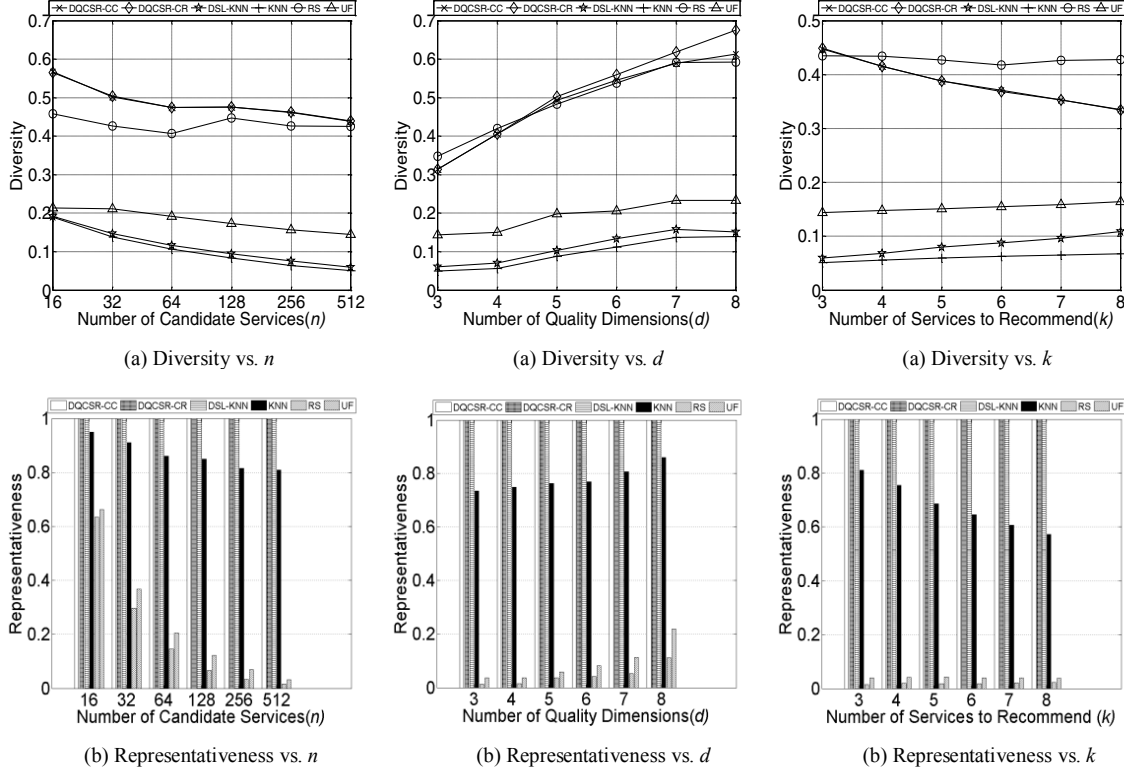 DQCSR-CC DQCSR-CR DSL-KNN KNN RS UF
0.7
0.6
0.5
0.4
0.3
0.2
0.1
0
Diversity
16 32 64 128 256 512
Number of Candidate Services(n)
(a) Diversity vs. n
DQCSR-CC DQCSR-CR DSL-KNN KNN RS UF
0.7
0.6
0.5
0.4
0.3
0.2
0.1
0
Diversity
3 4 5 6 7 8
Number of Quality Dimensions(d)
(a) Diversity vs. d
DQCSR-CC DQCSR-CR DSL-KNN KNN RS UF
0.5
0.4
0.3
0.2
0.1
0
Diversity
3 4 5 6 7 8
Number of Services to Recommend(k)
(a) Diversity vs. k
DQCSR-CC DQCSR-CR DSL-KNN KNN RS UF
1
0.8
0.6
0.4
0.2
0
Representativeness
16 32 64 128 256 512
Number of Candidate Services(n)
(b) Representativeness vs. n
DQCSR-CC DQCSR-CR DSL-KNN KNN RS UF
1
0.8
0.6
0.4
0.2
0
Representativeness
3 4 5 6 7 8
Number of Quality Dimensions(d)
(b) Representativeness vs. d
DQCSR-CC DQCSR-CR DSL-KNN KNN RS UF
1
0.8
0.6
0.4
0.2
0
Representativeness
3 4 5 6 7 8
Number of Services to Recommend (k)
(b) Representativeness vs. k